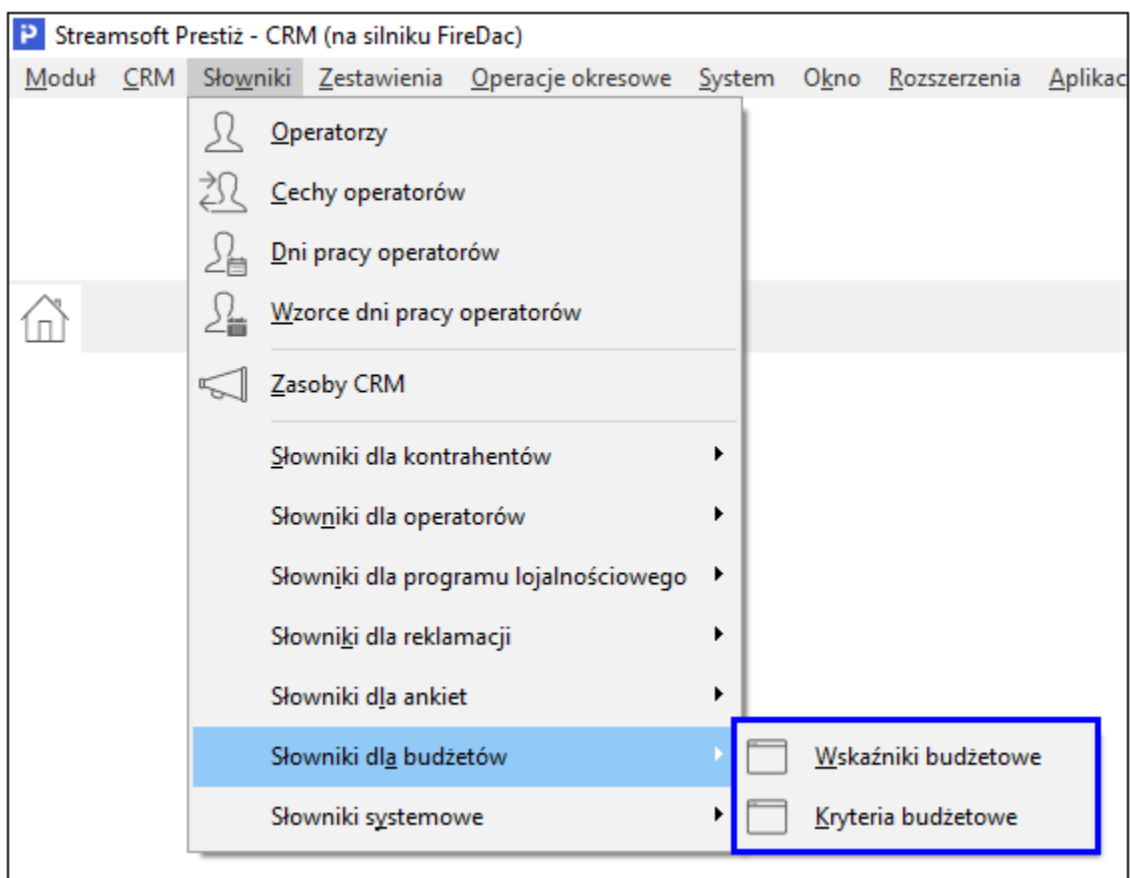 Streamsoft Prestiż - CRM (na silniku FireDac)
Moduł CRM Słowniki Zestawienia Operacje okresowe System Okno Rozszerzenia Aplikac
Operatorzy
Cechy operatorów
Dni pracy operatorów
Wzorce dni pracy operatorów
Zasoby CRM
Słowniki dla kontrahentów
Słowniki dla operatorów
Słowniki dla programu lojalnościowego
Słowniki dla reklamacji
Słowniki dla ankiet
Słowniki dla budżetów
Wskaźniki budżetowe
Słowniki systemowe
Kryteria budżetowe